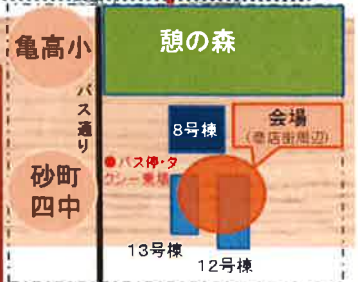 亀高小
憩の森
バス通り
8号棟
会場
(商店街周辺)
●バス停・タ
クシー乗場
砂町
四中
13号棟
12号棟